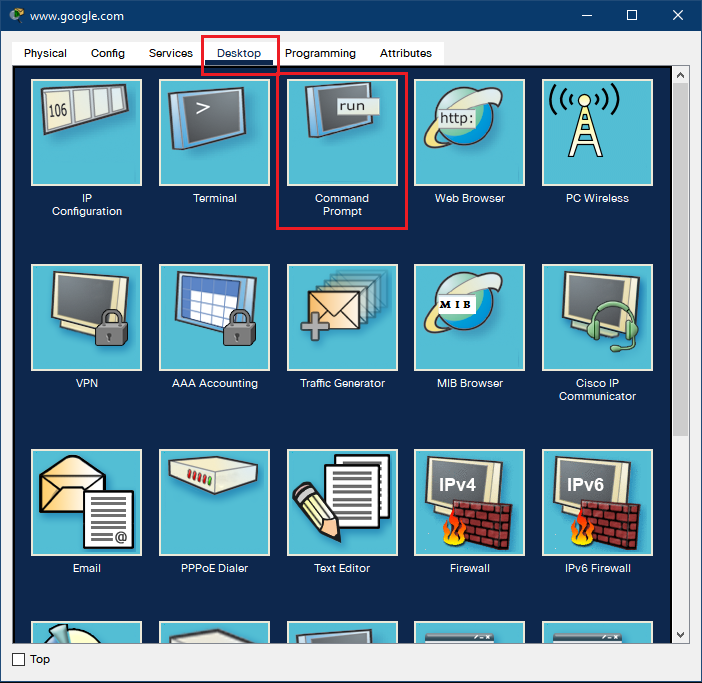 www.google.com
Physical Config Services Desktop Programming Attributes
106
>
run
http:
IP
Configuration
Terminal
Command
Prompt
Web Browser
PC Wireless
MIB
VPN
AAA Accounting
Traffic Generator
MIB Browser
Cisco IP
Communicator
@
IPv4
IPv6
Email
PPPoE Dialer
Text Editor
Firewall
IPv6 Firewall
Top